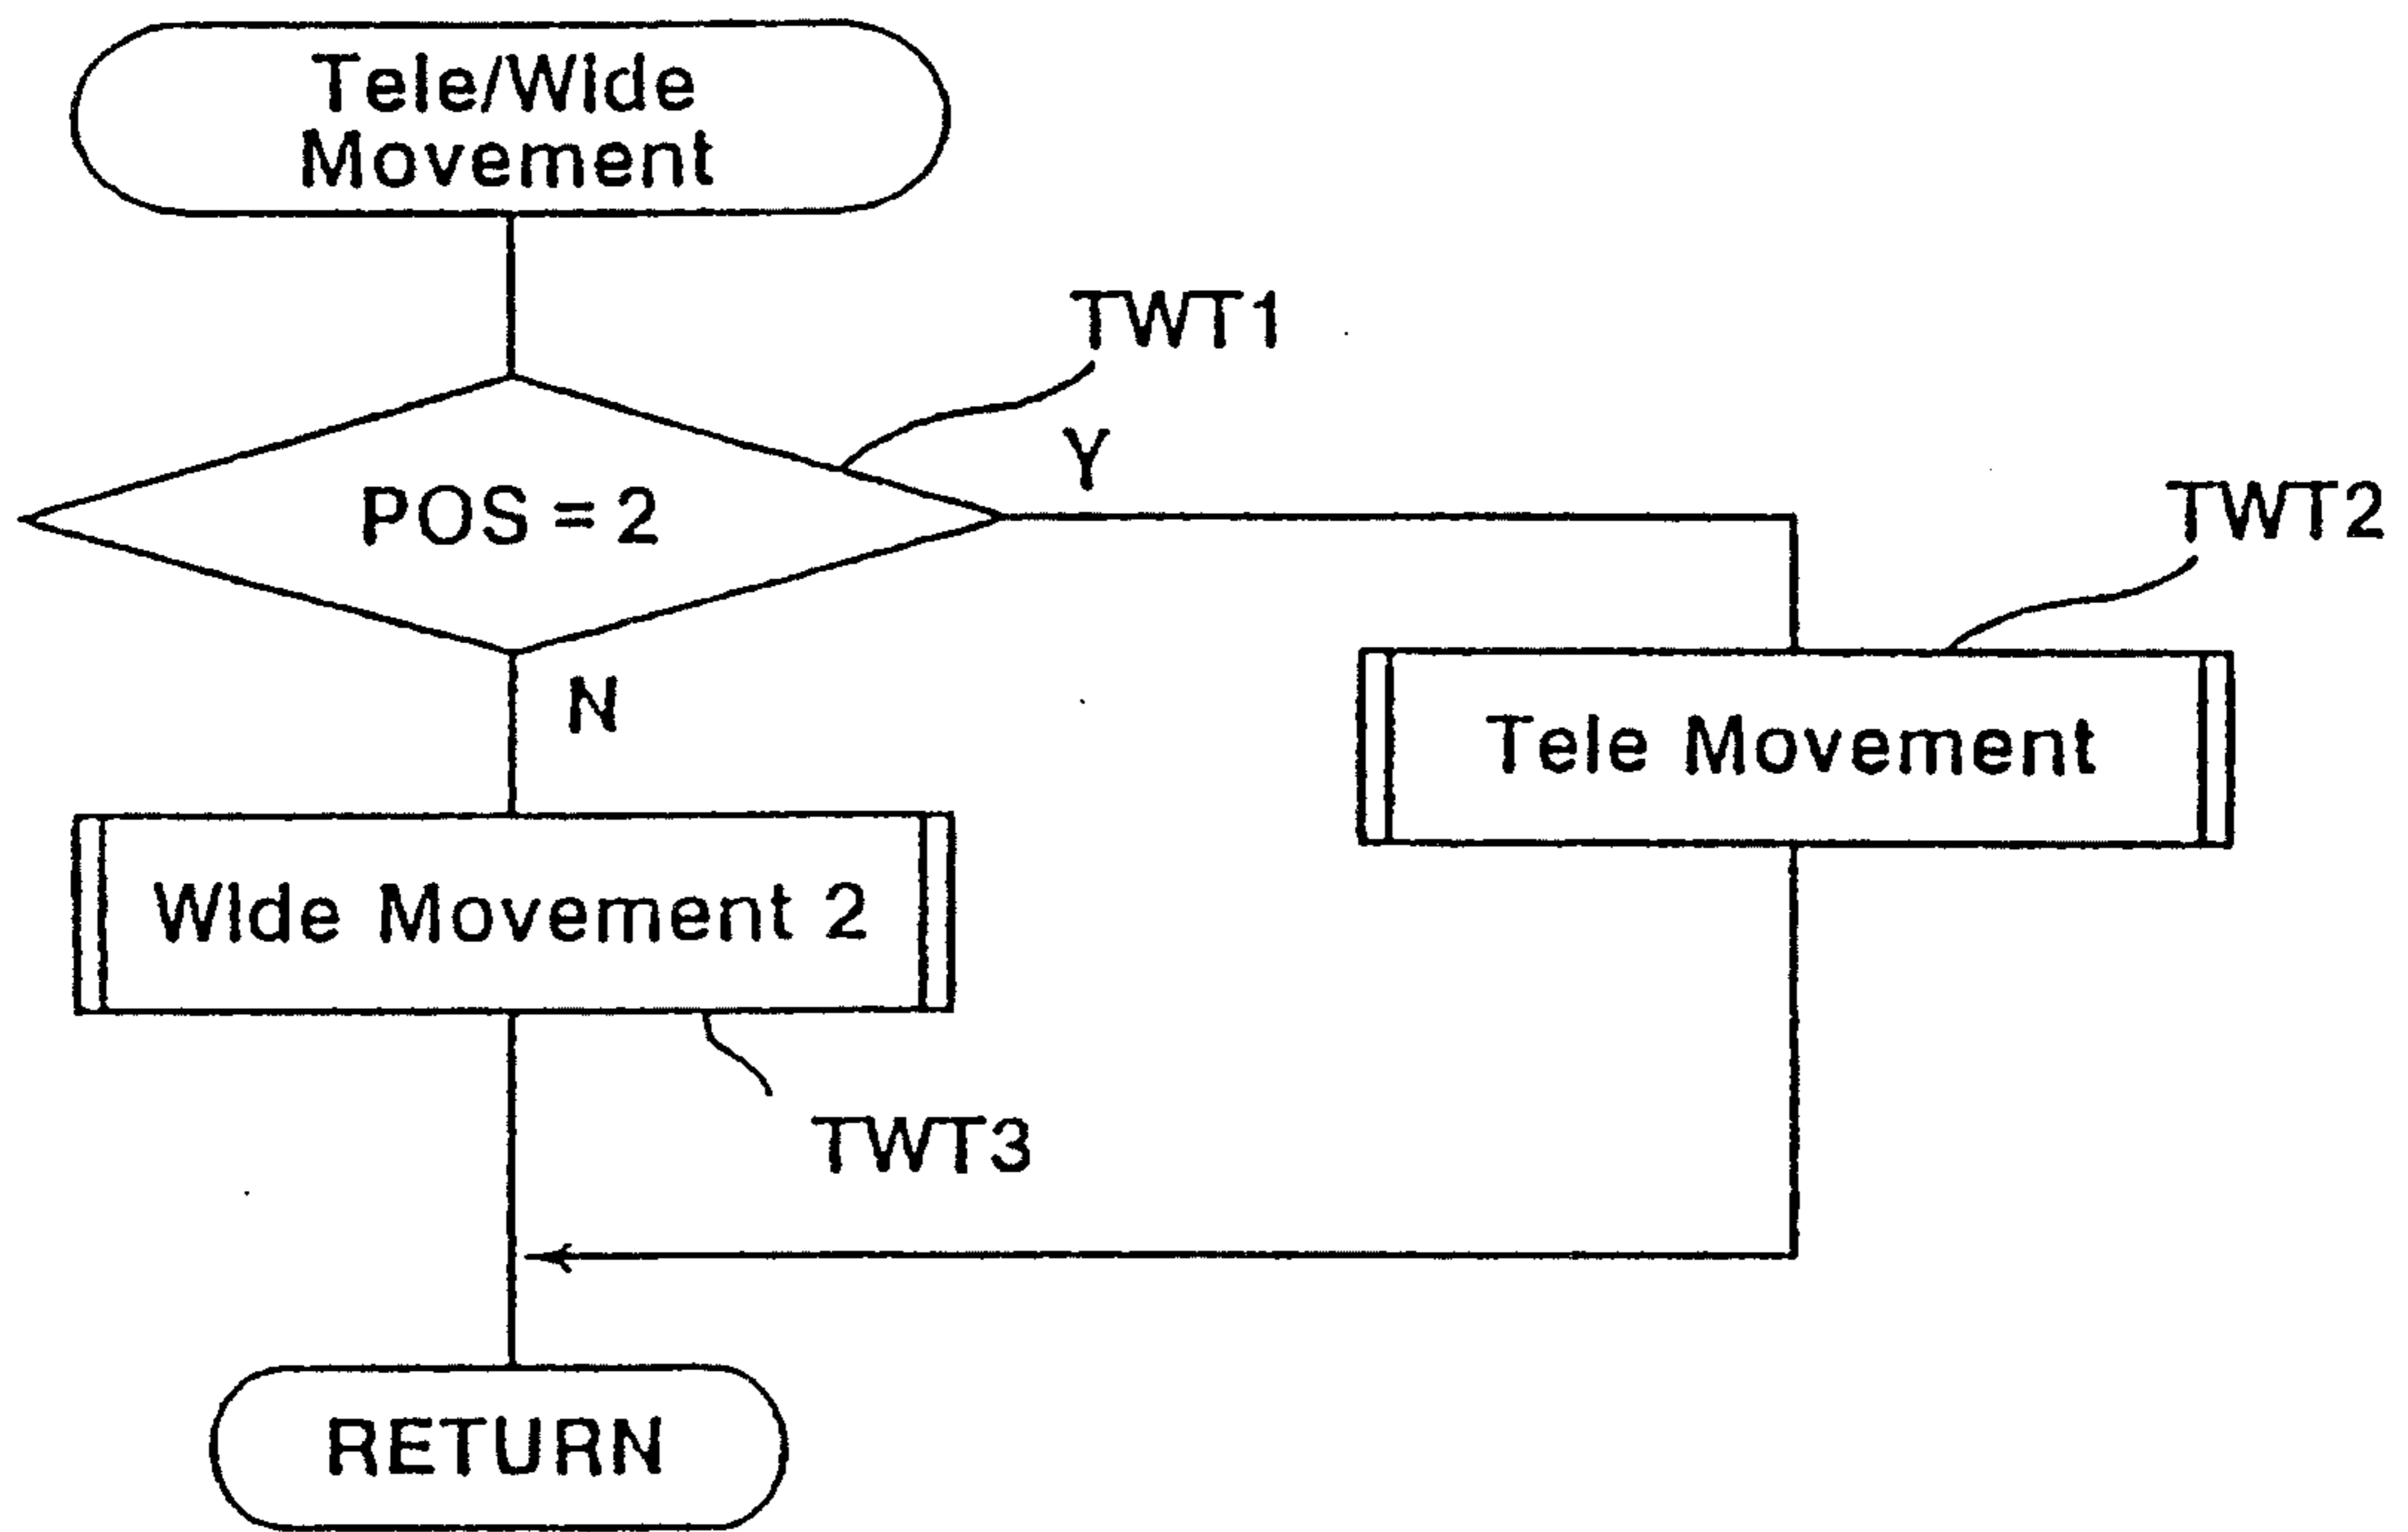 Tele/Wide
Movement
TWT1
Y
POS = 2
TWT2
N
Tele Movement
Wide Movement 2
TWT3
RETURN